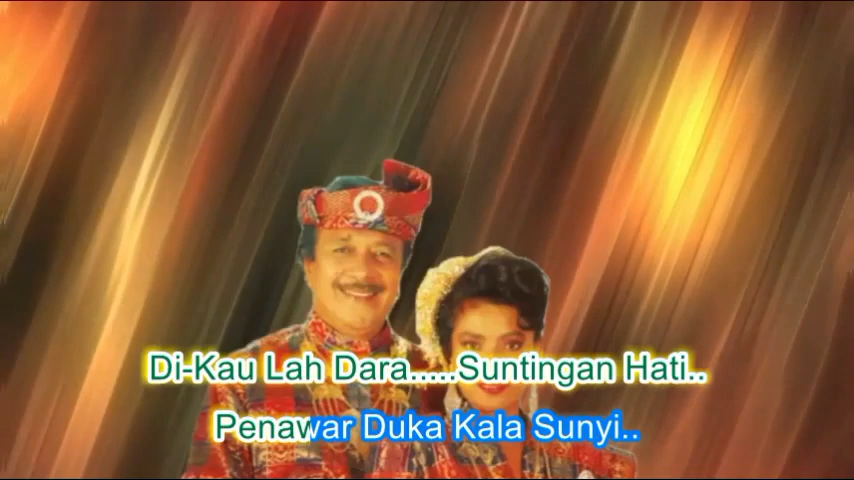 Di-Kau Lah Dara.....Suntingan Hati..
Penawar Duka Kala Sunyi..